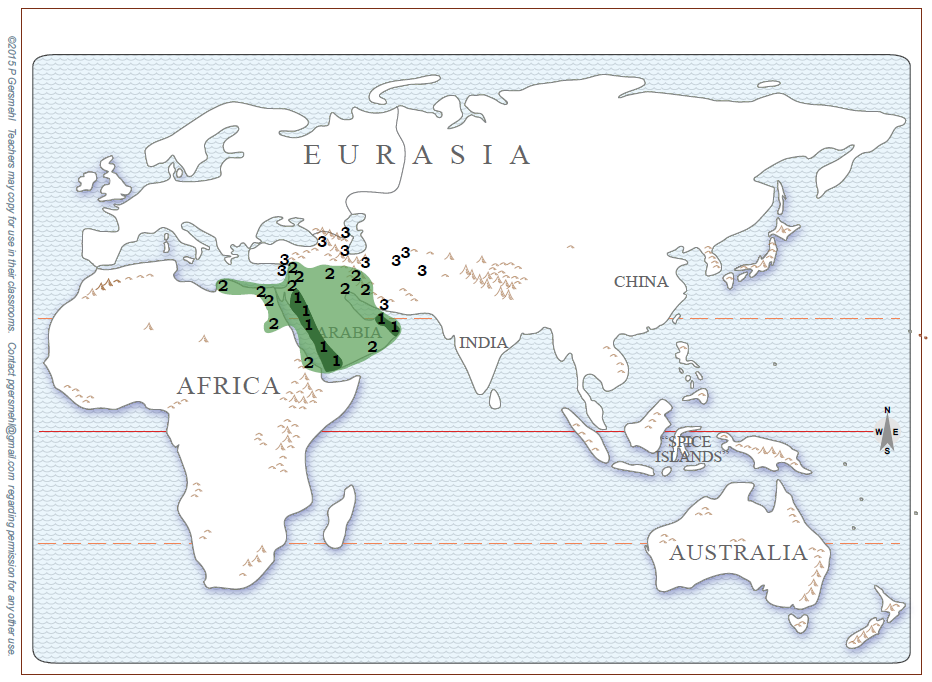 ©2015 P Gersmehl Teachers may copy for use in their classrooms. Contact pgersmehl@gmail.com regarding permission for any other use.
EURASIA
3
3
3
3
3 3 3
3 2 3
2 2 2
CHINA
2 2 2 2
2 1
2 3
1
1
2 1 1
ARABIA
INDIA
1 2
2 1
AFRICA
N
W E
S
"SPICE
ISLANDS"
AUSTRALIA